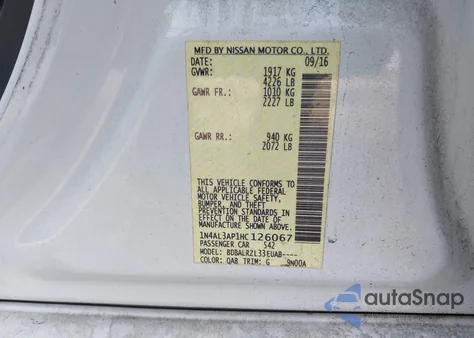 MFD BY NISSAN MOTOR CO., LTD.
DATE: 09/16
GVWR: 1917 KG
4226 LB
GAWR FR.: 1010 KG
2227 LB
GAWR RR.: 940 KG
2072 LB
THIS VEHICLE CONFORMS TO
ALL APPLICABLE FEDERAL
MOTOR VEHICLE SAFETY,
BUMPER, AND THEFT PREVENTION
STANDARDS IN EFFECT ON THE
DATE OF MANUFACTURE
SHOWN ABOVE.
1N4AL3AP1HC126067
PASSENGER CAR 542
MODEL: BDBALRZL33EUAB----
COLOR: QAB TRIM: G 9N00A
autoSnap